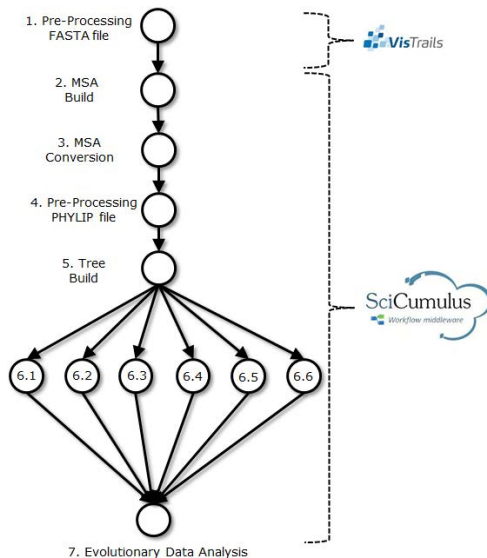 1. Pre-Processing
FASTA file
VisTrails
2. MSA
Build
3. MSA
Conversion
4. Pre-Processing
PHYLIP file
5. Tree
Build
SciCumulus
Workflow middleware
6.1
6.2
6.3
6.4
6.5
6.6
7. Evolutionary Data Analysis